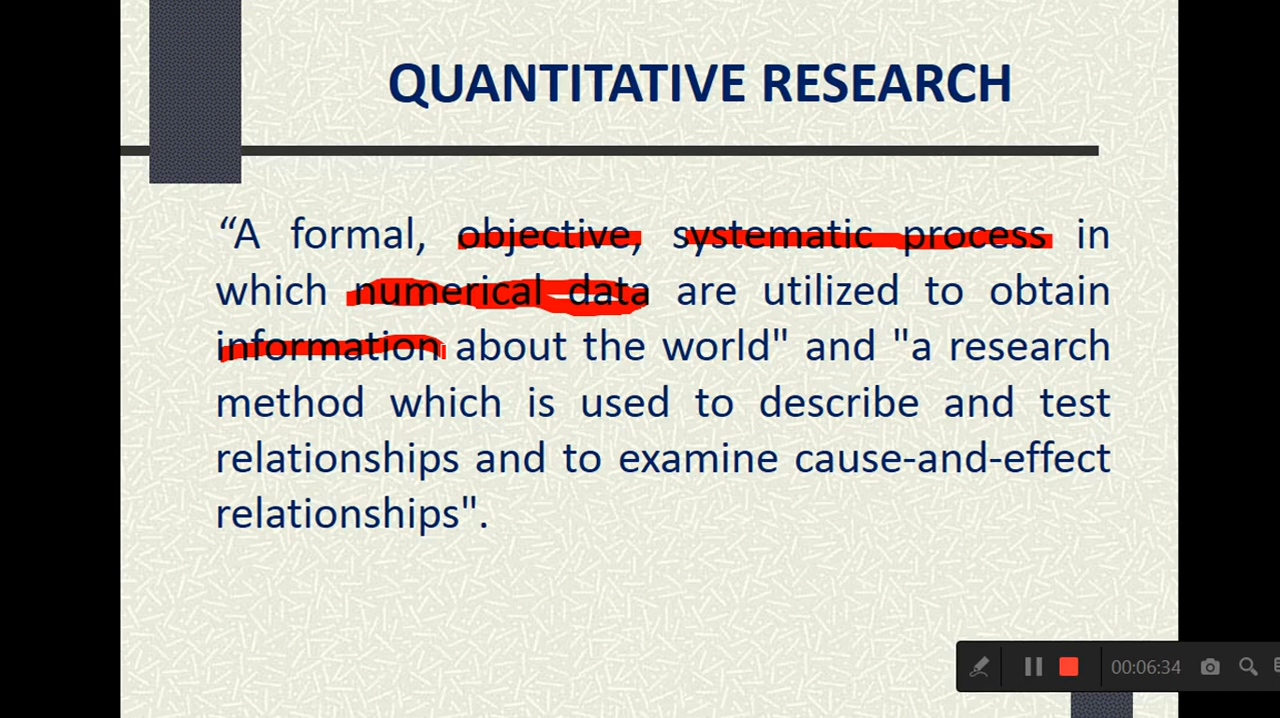 QUANTITATIVE RESEARCH
“A formal, objective, systematic process in
which numerical data are utilized to obtain
information about the world" and "a research
method which is used to describe and test
relationships and to examine cause-and-effect
relationships".
00:06:34